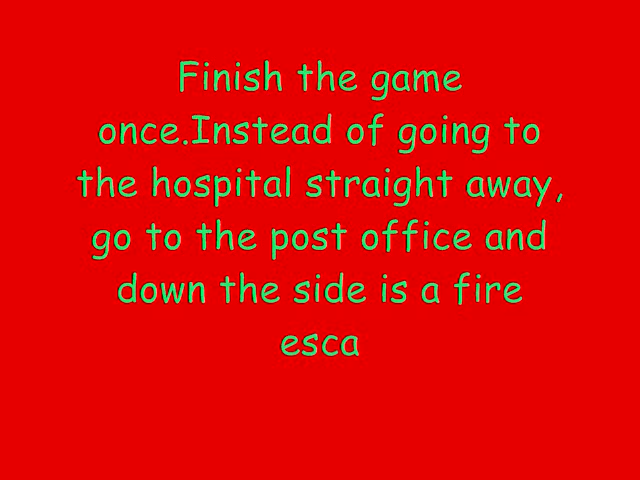 Finish the game
once.Instead of going to
the hospital straight away,
go to the post office and
down the side is a fire
esca